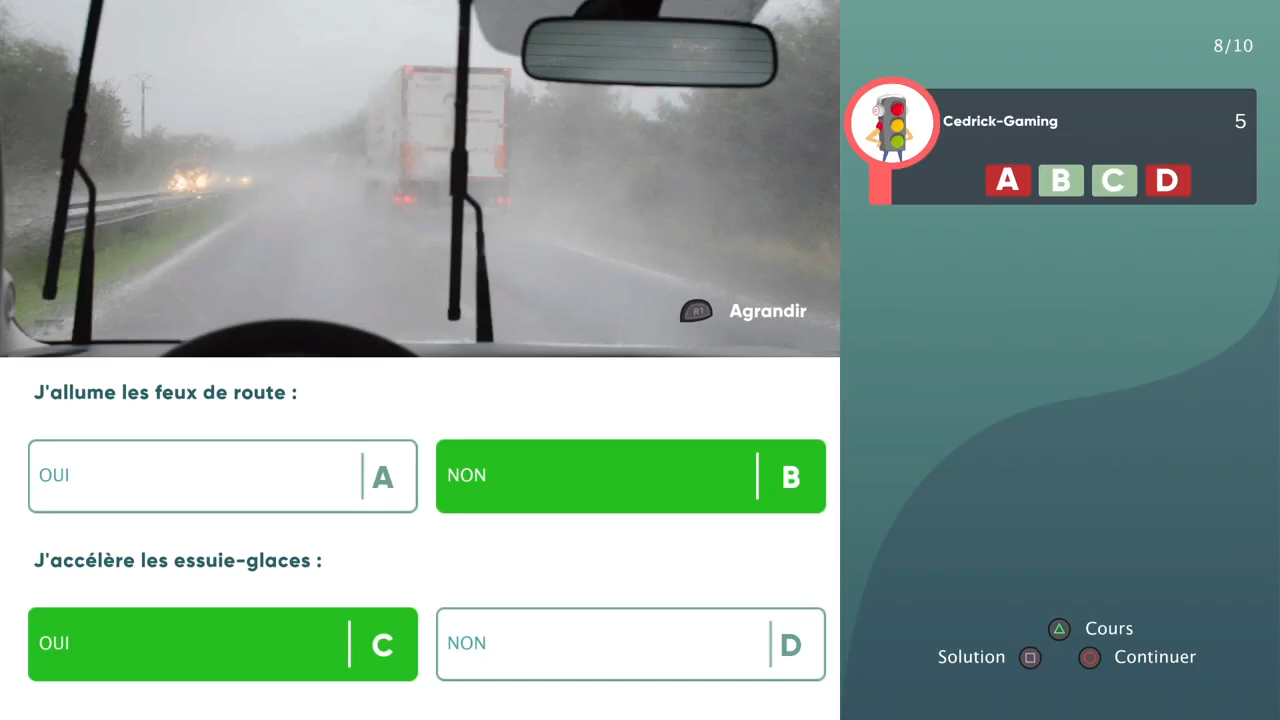 8/10
Cedrick-Gaming 5
A B C D
R1 Agrandir
J'allume les feux de route :
OUI A NON B
J'accélère les essuie-glaces :
OUI C NON D
Cours
Solution Continuer